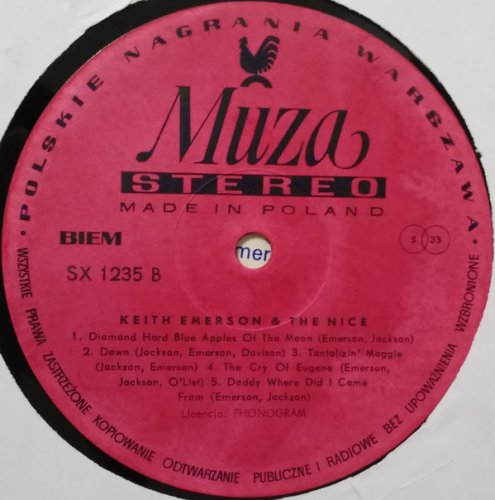 • POLSKIE NAGRANIA WARSZAWA •
Muza
STEREO
MADE IN POLAND
BIEM
S 33
SX 1235 B
mer
KEITH EMERSON & THE NICE
1. Diamond Hard Blue Apples Of The Moon (Emerson, Jackson)
2. Dawn (Jackson, Emerson, Davison) 3. Tantolizin' Maggie
(Jackson, Emerson) 4. The Cry Of Eugene (Emerson,
Jackson, O'List) 5. Daddy Where Did I Come
From (Emerson, Jackson)
Licencja: PHONOGRAM
WSZYSTKIE PRAWA ZASTRZEŻONE KOPIOWANIE ODTWARZANIE PUBLICZNE I RADIOWE BEZ UPOWAŻNIENIA WZBRONIONE